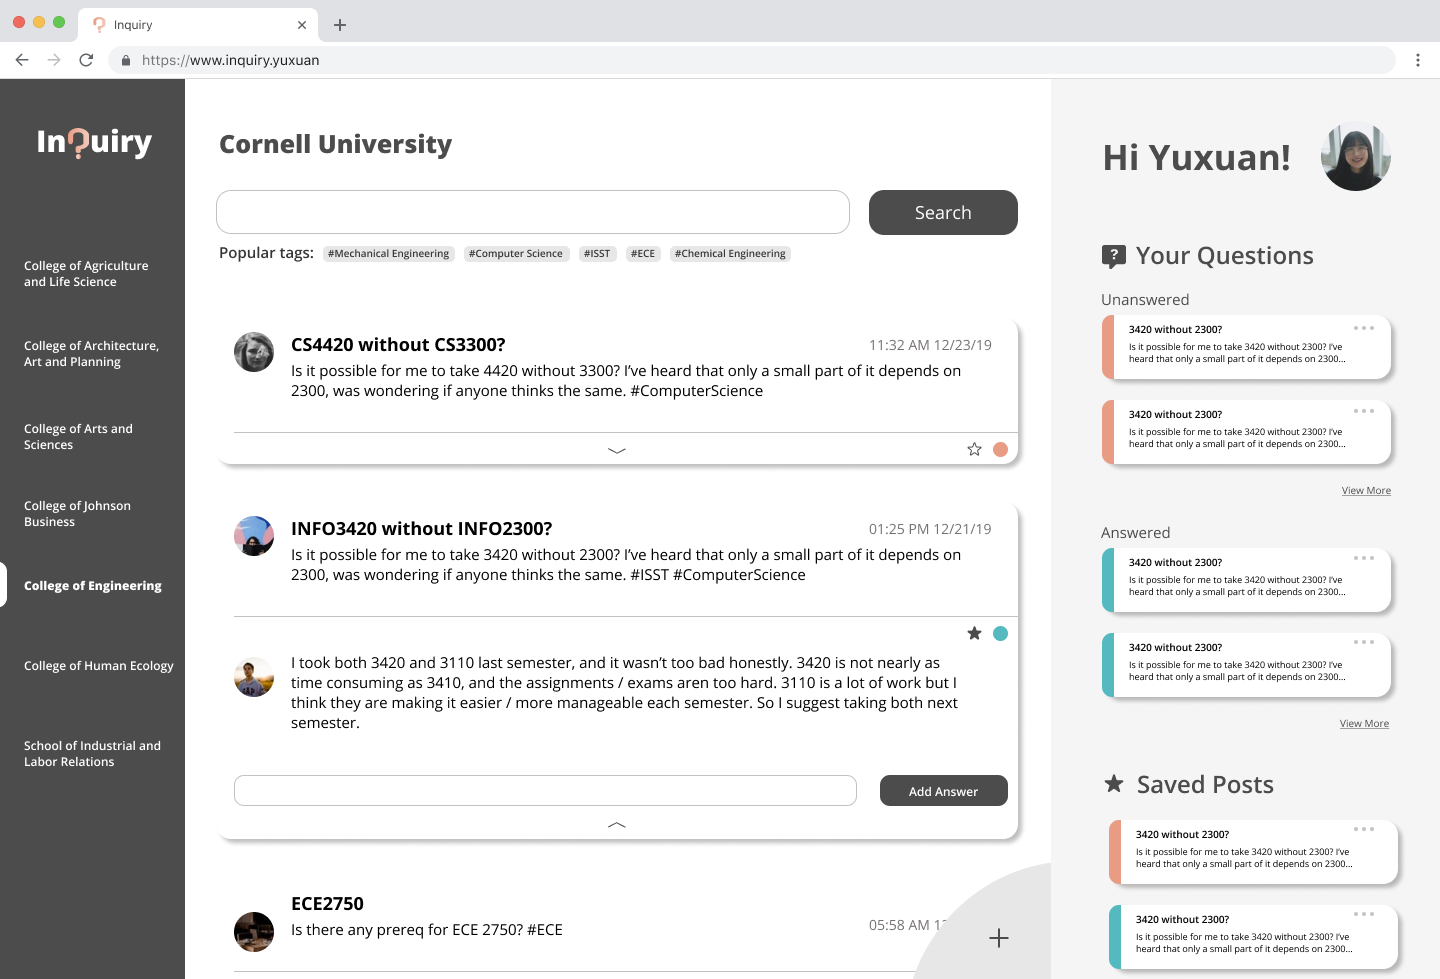 Inquiry
https://www.inquiry.yuxuan
In?uiry
College of Agriculture
and Life Science
College of Architecture,
Art and Planning
College of Arts and
Sciences
College of Johnson
Business
College of Engineering
College of Human Ecology
School of Industrial and
Labor Relations
Cornell University
Search
Popular tags: #Mechanical Engineering #Computer Science #ISST #ECE #Chemical Engineering
CS4420 without CS3300?
11:32 AM 12/23/19
Is it possible for me to take 4420 without 3300? I’ve heard that only a small part of it depends on
2300, was wondering if anyone thinks the same. #ComputerScience
INFO3420 without INFO2300?
01:25 PM 12/21/19
Is it possible for me to take 3420 without 2300? I’ve heard that only a small part of it depends on
2300, was wondering if anyone thinks the same. #ISST #ComputerScience
I took both 3420 and 3110 last semester, and it wasn’t too bad honestly. 3420 is not nearly as
time consuming as 3410, and the assignments / exams aren too hard. 3110 is a lot of work but I
think they are making it easier / more manageable each semester. So I suggest taking both next
semester.
Add Answer
ECE2750
05:58 AM
Is there any prereq for ECE 2750? #ECE
Hi Yuxuan!
Your Questions
Unanswered
3420 without 2300?
Is it possible for me to take 3420 without 2300? I’ve
heard that only a small part of it depends on 2300...
3420 without 2300?
Is it possible for me to take 3420 without 2300? I’ve
heard that only a small part of it depends on 2300...
View More
Answered
3420 without 2300?
Is it possible for me to take 3420 without 2300? I’ve
heard that only a small part of it depends on 2300...
3420 without 2300?
Is it possible for me to take 3420 without 2300? I’ve
heard that only a small part of it depends on 2300...
View More
Saved Posts
3420 without 2300?
Is it possible for me to take 3420 without 2300? I’ve
heard that only a small part of it depends on 2300...
3420 without 2300?
Is it possible for me to take 3420 without 2300? I’ve
heard that only a small part of it depends on 2300...